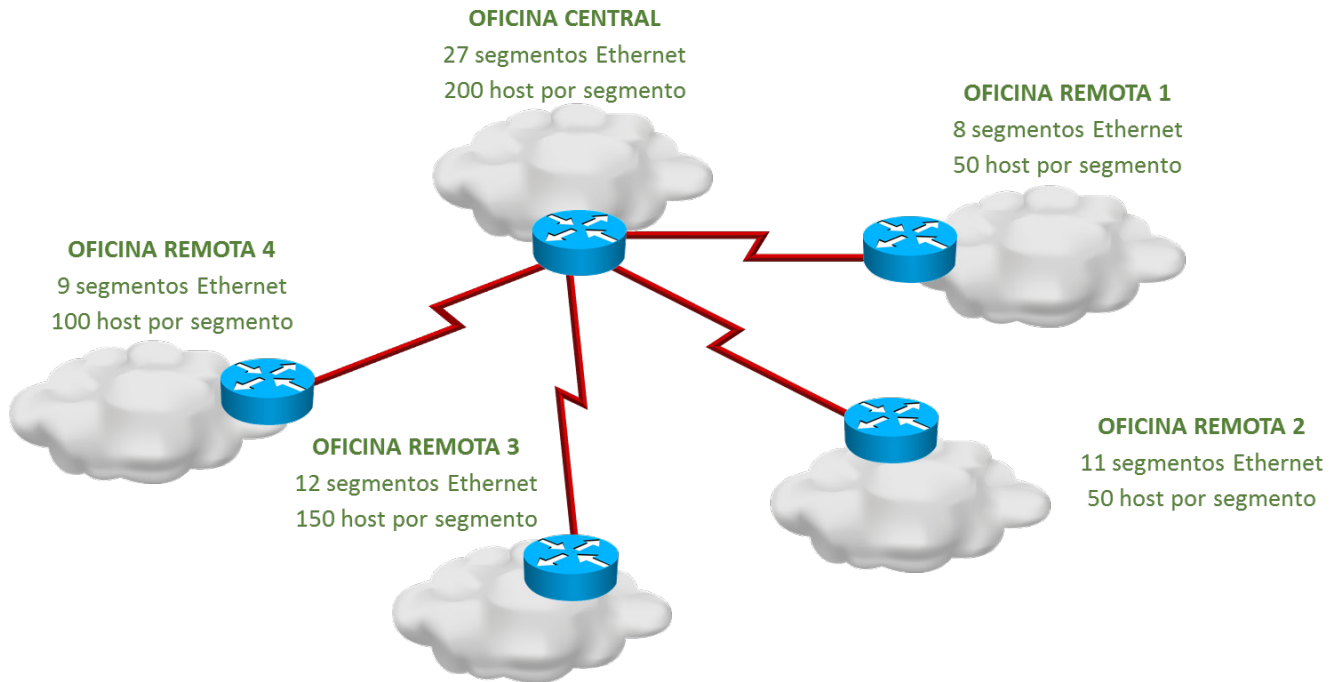 OFICINA CENTRAL
27 segmentos Ethernet
200 host por segmento
OFICINA REMOTA 1
8 segmentos Ethernet
50 host por segmento
OFICINA REMOTA 4
9 segmentos Ethernet
100 host por segmento
OFICINA REMOTA 3
12 segmentos Ethernet
150 host por segmento
OFICINA REMOTA 2
11 segmentos Ethernet
50 host por segmento